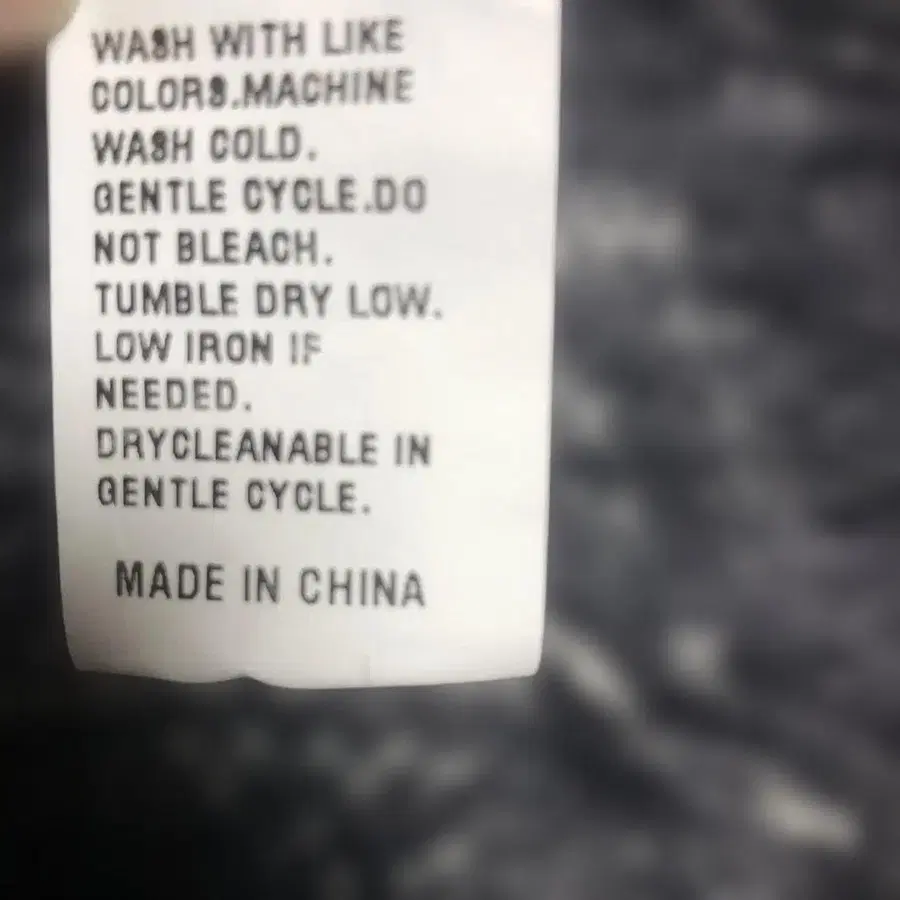 WASH WITH LIKE
COLORS.MACHINE
WASH COLD.
GENTLE CYCLE.DO
NOT BLEACH.
TUMBLE DRY LOW.
LOW IRON IF
NEEDED.
DRYCLEANABLE IN
GENTLE CYCLE.
MADE IN CHINA